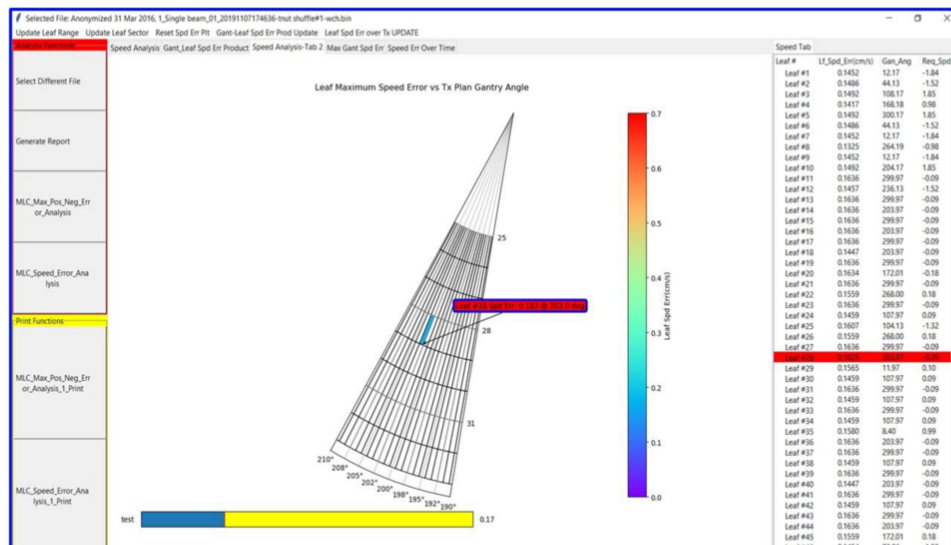 Selected File: Anonymized 31 Mar 2016, 1_Single beam_01_20191107174636-tnut shuffle#1-wch.bin
Update Leaf Range Update Leaf Sector Reset Spd Err Plt Gant-Leaf Spd Err Prod Update Leaf Spd Err over Tx UPDATE
Analysis Functions
Select Different File
Generate Report
MLC_Max_Pos_Neg_Err
or_Analysis
MLC_Speed_Error_Ana
lysis
Print Functions
MLC_Max_Pos_Neg_Err
or_Analysis_1_Print
MLC_Speed_Error_Ana
lysis_1_Print
Speed Analysis Gant_Leaf Spd Err Product Speed Analysis-Tab 2 Max Gant Spd Err Speed Err Over Time
Leaf Maximum Speed Error vs Tx Plan Gantry Angle
25
28
31
210°
208°
205°
202°
200°
198°
195°
192°
190°
test
0.17
0.7
0.6
0.5
0.4
0.3
0.2
0.1
0.0
Leaf Spd Err(cm/s)
Speed Tab
Leaf # Lf_Spd_Err(cm/s) Gan_Ang Req_Spd
Leaf #1 0.1452 12.17 -1.84
Leaf #2 0.1486 44.13 -1.52
Leaf #3 0.1492 108.17 1.85
Leaf #4 0.1417 168.18 0.98
Leaf #5 0.1492 300.17 1.85
Leaf #6 0.1486 44.13 -1.52
Leaf #7 0.1452 12.17 -1.84
Leaf #8 0.1325 264.19 -0.98
Leaf #9 0.1452 12.17 -1.84
Leaf #10 0.1492 204.17 1.85
Leaf #11 0.1636 299.97 -0.09
Leaf #12 0.1457 236.13 -1.52
Leaf #13 0.1636 299.97 -0.09
Leaf #14 0.1636 203.97 -0.09
Leaf #15 0.1636 299.97 -0.09
Leaf #16 0.1636 203.97 -0.09
Leaf #17 0.1636 299.97 -0.09
Leaf #18 0.1447 203.97 -0.09
Leaf #19 0.1636 299.97 -0.09
Leaf #20 0.1634 172.01 -0.18
Leaf #21 0.1636 299.97 -0.09
Leaf #22 0.1559 268.00 0.18
Leaf #23 0.1636 299.97 -0.09
Leaf #24 0.1459 107.97 0.09
Leaf #25 0.1607 104.13 -1.32
Leaf #26 0.1559 268.00 0.18
Leaf #27 0.1636 299.97 -0.09
Leaf #29 0.1565 11.97 0.10
Leaf #30 0.1459 107.97 0.09
Leaf #31 0.1636 299.97 -0.09
Leaf #32 0.1459 107.97 0.09
Leaf #33 0.1636 299.97 -0.09
Leaf #34 0.1459 107.97 0.09
Leaf #35 0.1580 8.40 0.99
Leaf #36 0.1636 203.97 -0.09
Leaf #37 0.1636 299.97 -0.09
Leaf #38 0.1459 107.97 0.09
Leaf #39 0.1636 299.97 -0.09
Leaf #40 0.1447 203.97 -0.09
Leaf #41 0.1636 299.97 -0.09
Leaf #42 0.1459 107.97 0.09
Leaf #43 0.1636 299.97 -0.09
Leaf #44 0.1636 203.97 -0.09
Leaf #45 0.1559 172.01 0.18